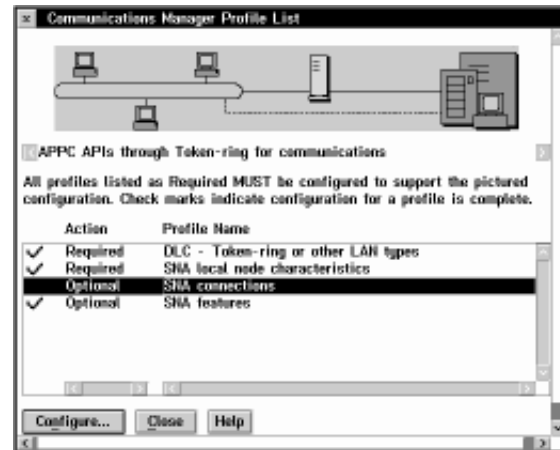 Communications Manager Profile List
APPC APIs through Token-ring for communications
All profiles listed as Required MUST be configured to support the pictured
configuration. Check marks indicate configuration for a profile is complete.
Action Profile Name
Required DLC - Token-ring or other LAN types
Required SNA local node characteristics
Optional SNA connections
Optional SNA features
Configure... Close Help